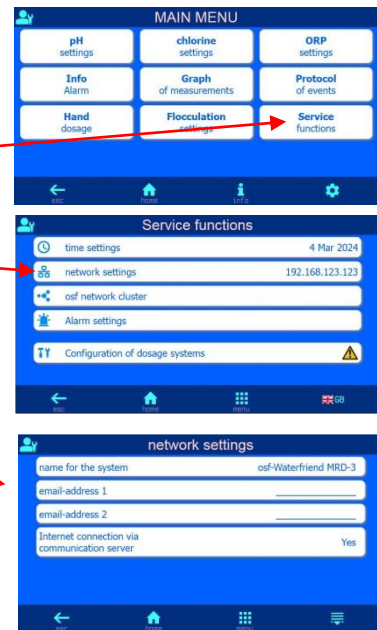 MAIN MENU
pH
settings
chlorine
settings
ORP
settings
Info
Alarm
Graph
of measurements
Protocol
of events
Hand
dosage
Flocculation
settings
Service
functions
esc
home
info
Service functions
time settings
4 Mar 2024
network settings
192.168.123.123
osf network cluster
Alarm settings
Configuration of dosage systems
esc
home
menu
GB
network settings
name for the system
osf-Waterfriend MRD-3
email-address 1
email-address 2
Internet connection via
communication server
Yes
esc
home
menu